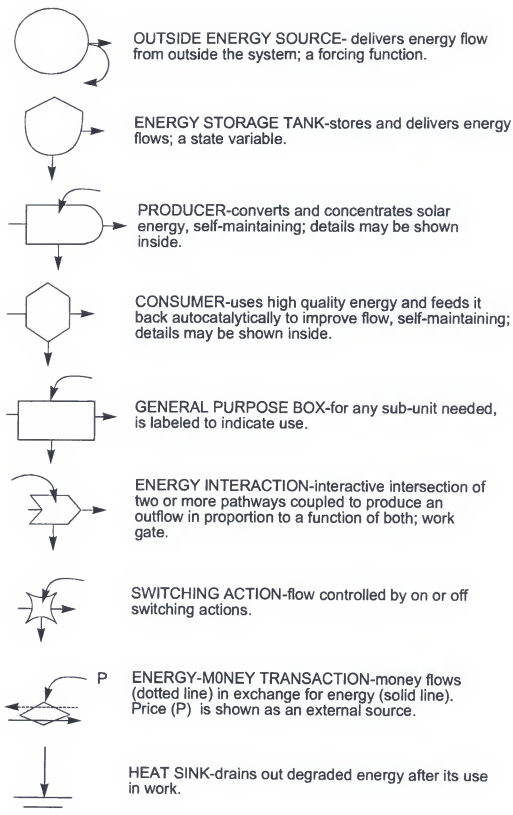 OUTSIDE ENERGY SOURCE- delivers energy flow
from outside the system; a forcing function.
ENERGY STORAGE TANK-stores and delivers energy
flows; a state variable.
PRODUCER-converts and concentrates solar
energy, self-maintaining; details may be shown
inside.
CONSUMER-uses high quality energy and feeds it
back autocatalytically to improve flow, self-maintaining;
details may be shown inside.
GENERAL PURPOSE BOX-for any sub-unit needed,
is labeled to indicate use.
ENERGY INTERACTION-interactive intersection of
two or more pathways coupled to produce an
outflow in proportion to a function of both; work
gate.
SWITCHING ACTION-flow controlled by on or off
switching actions.
P
ENERGY-M0NEY TRANSACTION-money flows
(dotted line) in exchange for energy (solid line).
Price (P) is shown as an external source.
HEAT SINK-drains out degraded energy after its use
in work.